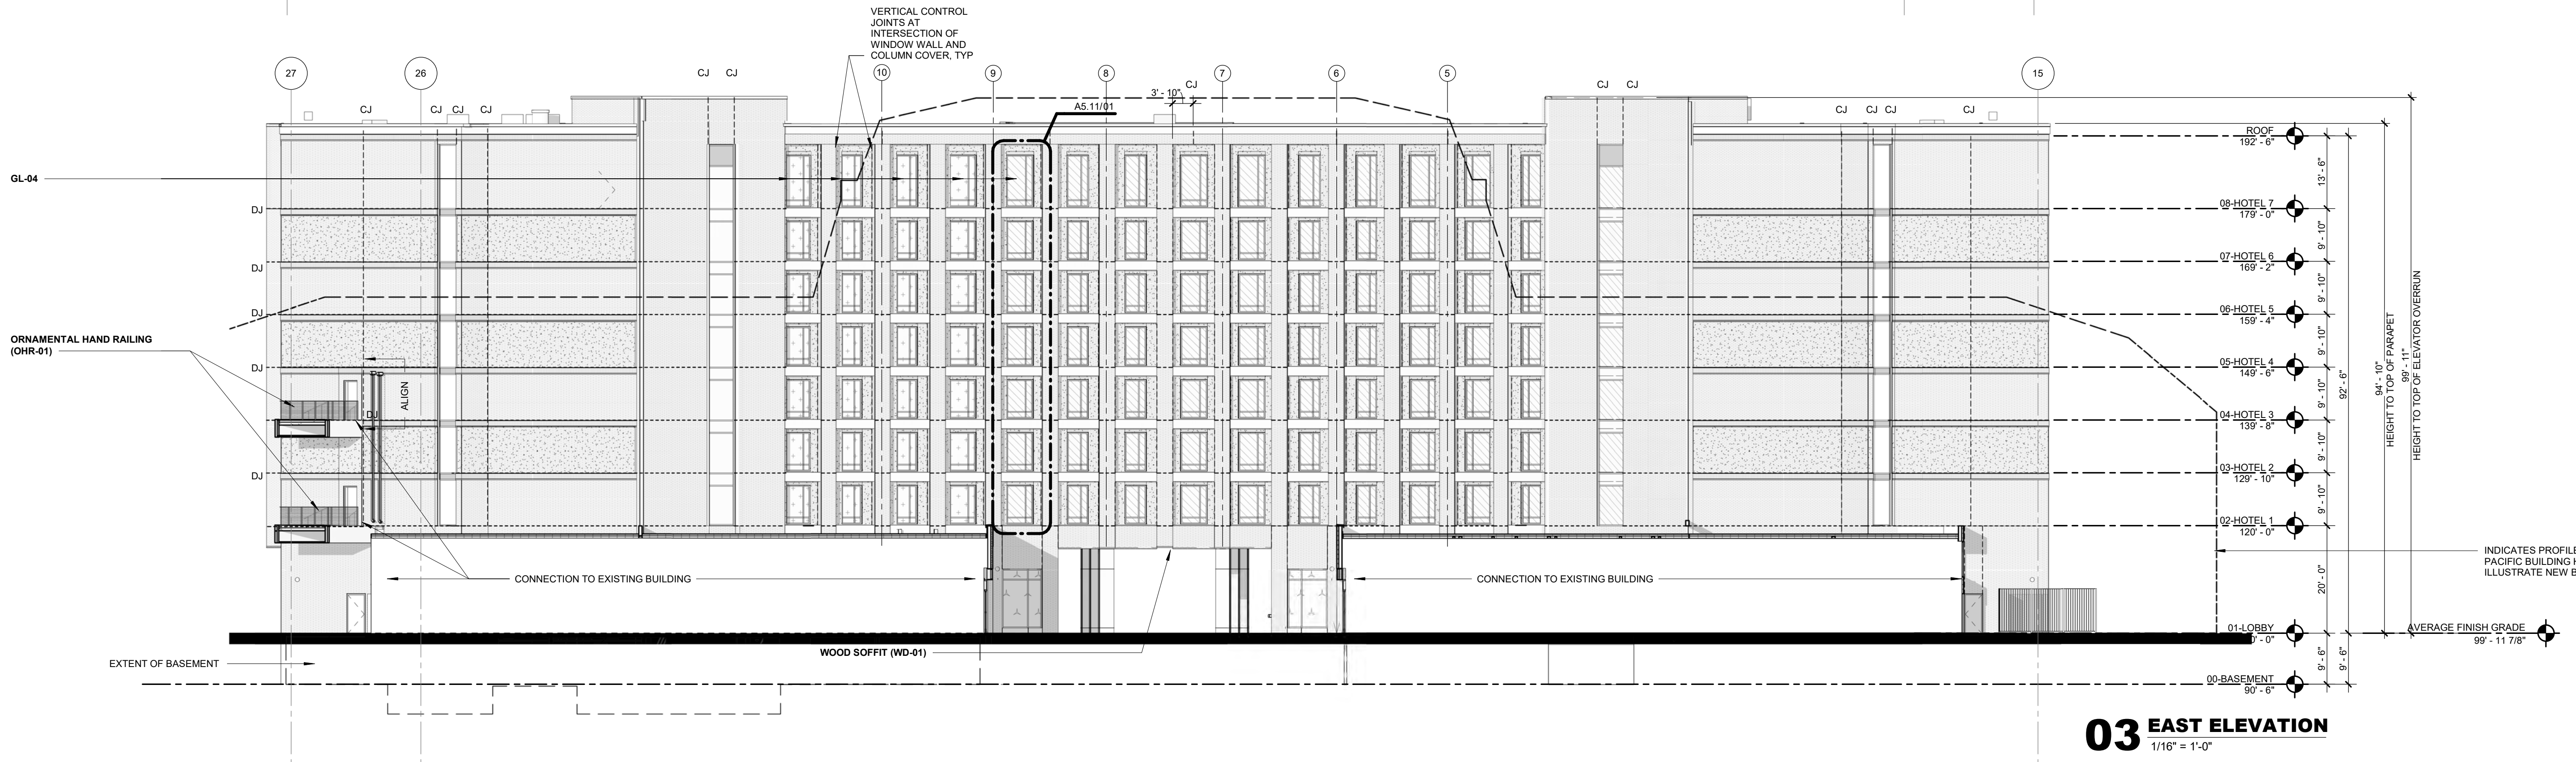 VERTICAL CONTROL
JOINTS AT
INTERSECTION OF
WINDOW WALL AND
COLUMN COVER, TYP
27
26
CJ CJ
10
9
8
7
6
5
CJ CJ
15
CJ
CJ CJ CJ
3' - 10"
CJ
A5.11/01
CJ CJ CJ
CJ
GL-04
DJ
DJ
DJ
DJ
DJ
DJ
ORNAMENTAL HAND RAILING
(OHR-01)
ALIGN
DJ
CONNECTION TO EXISTING BUILDING
CONNECTION TO EXISTING BUILDING
WOOD SOFFIT (WD-01)
EXTENT OF BASEMENT
ROOF
192' - 6"
13' - 6"
08-HOTEL 7
179' - 0"
9' - 10"
07-HOTEL 6
169' - 2"
9' - 10"
06-HOTEL 5
159' - 4"
9' - 10"
05-HOTEL 4
149' - 6"
9' - 10"
04-HOTEL 3
139' - 8"
9' - 10"
03-HOTEL 2
129' - 10"
9' - 10"
02-HOTEL 1
120' - 0"
20' - 0"
01-LOBBY
0' - 0"
9' - 6"
9' - 6"
00-BASEMENT
90' - 6"
92' - 6"
94' - 10"
HEIGHT TO TOP OF PARAPET
99' - 11"
HEIGHT TO TOP OF ELEVATOR OVERRUN
INDICATES PROFILE
PACIFIC BUILDING H
ILLUSTRATE NEW B
AVERAGE FINISH GRADE
99' - 11 7/8"
03 EAST ELEVATION
1/16" = 1'-0"